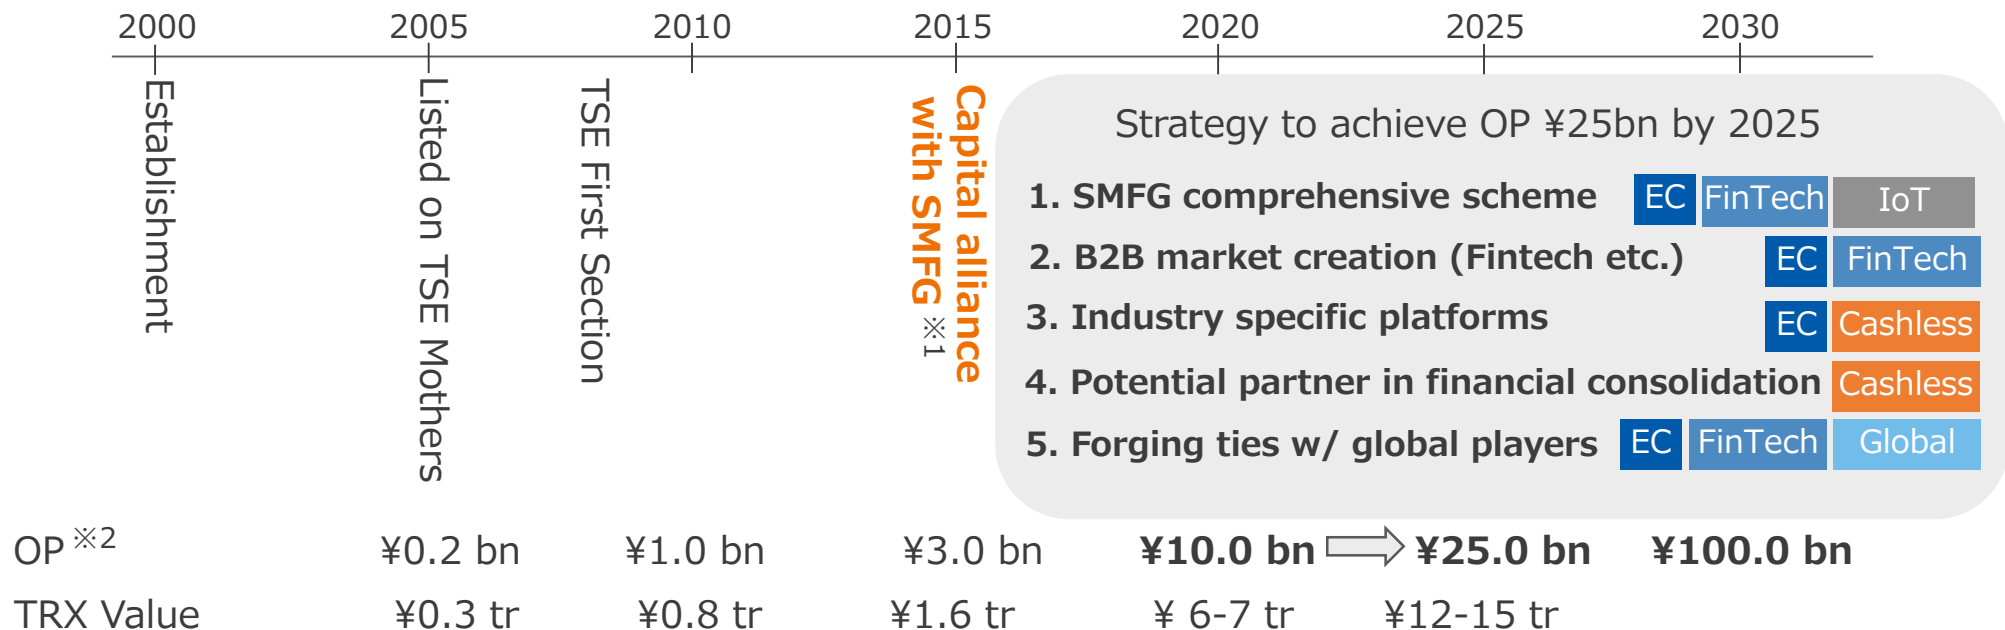 2000 2005 2010 2015 2020 2025 2030
Establishment
Listed on TSE Mothers
TSE First Section
Capital alliance
with SMFG ※1
Strategy to achieve OP ¥25bn by 2025
1. SMFG comprehensive scheme EC FinTech IoT
2. B2B market creation (Fintech etc.) EC FinTech
3. Industry specific platforms EC Cashless
4. Potential partner in financial consolidation Cashless
5. Forging ties w/ global players EC FinTech Global
OP ※2 ¥0.2 bn ¥1.0 bn ¥3.0 bn ¥10.0 bn ¥25.0 bn ¥100.0 bn
TRX Value ¥0.3 tr ¥0.8 tr ¥1.6 tr ¥ 6-7 tr ¥12-15 tr